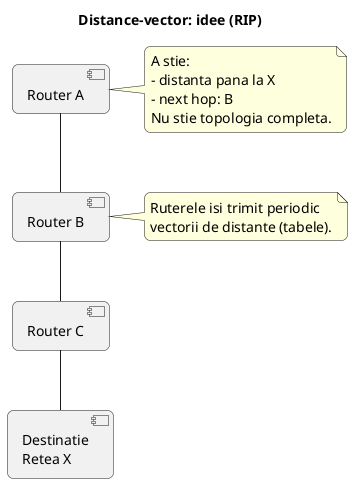 Distance-vector: idee (RIP)
Router A
A stie:
- distanta pana la X
- next hop: B
Nu stie topologia completa.
Router B
Ruterele isi trimit periodic
vectorii de distante (tabele).
Router C
Destinatie
Retea X